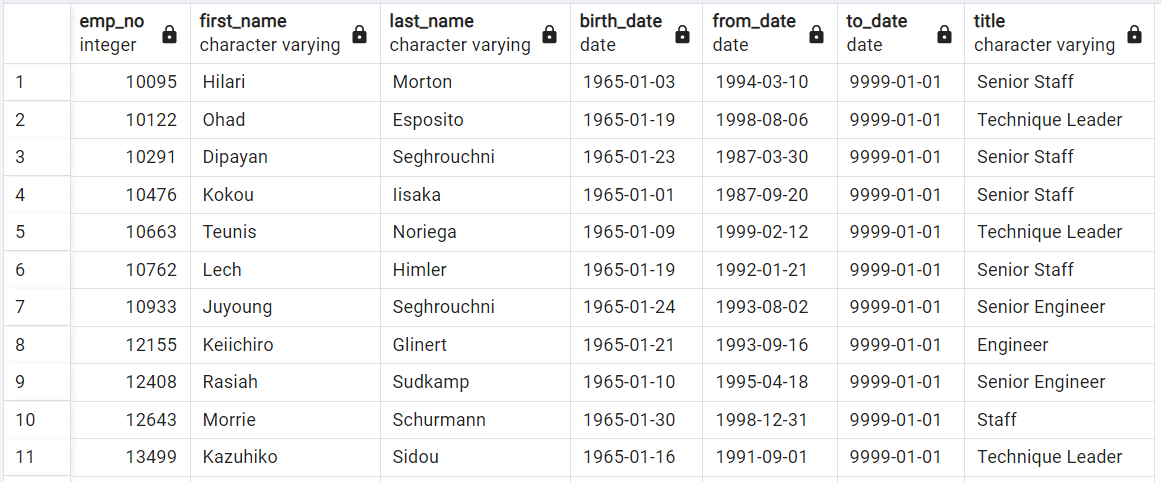 emp_no first_name last_name birth_date from_date to_date title
integer character varying character varying date date date character varying
1 10095 Hilari Morton 1965-01-03 1994-03-10 9999-01-01 Senior Staff
2 10122 Ohad Esposito 1965-01-19 1998-08-06 9999-01-01 Technique Leader
3 10291 Dipayan Seghrouchni 1965-01-23 1987-03-30 9999-01-01 Senior Staff
4 10476 Kokou Iisaka 1965-01-01 1987-09-20 9999-01-01 Senior Staff
5 10663 Teunis Noriega 1965-01-09 1999-02-12 9999-01-01 Technique Leader
6 10762 Lech Himler 1965-01-19 1992-01-21 9999-01-01 Senior Staff
7 10933 Juyoung Seghrouchni 1965-01-24 1993-08-02 9999-01-01 Senior Engineer
8 12155 Keiichiro Glinert 1965-01-21 1993-09-16 9999-01-01 Engineer
9 12408 Rasiah Sudkamp 1965-01-10 1995-04-18 9999-01-01 Senior Engineer
10 12643 Morrie Schurmann 1965-01-30 1998-12-31 9999-01-01 Staff
11 13499 Kazuhiko Sidou 1965-01-16 1991-09-01 9999-01-01 Technique Leader